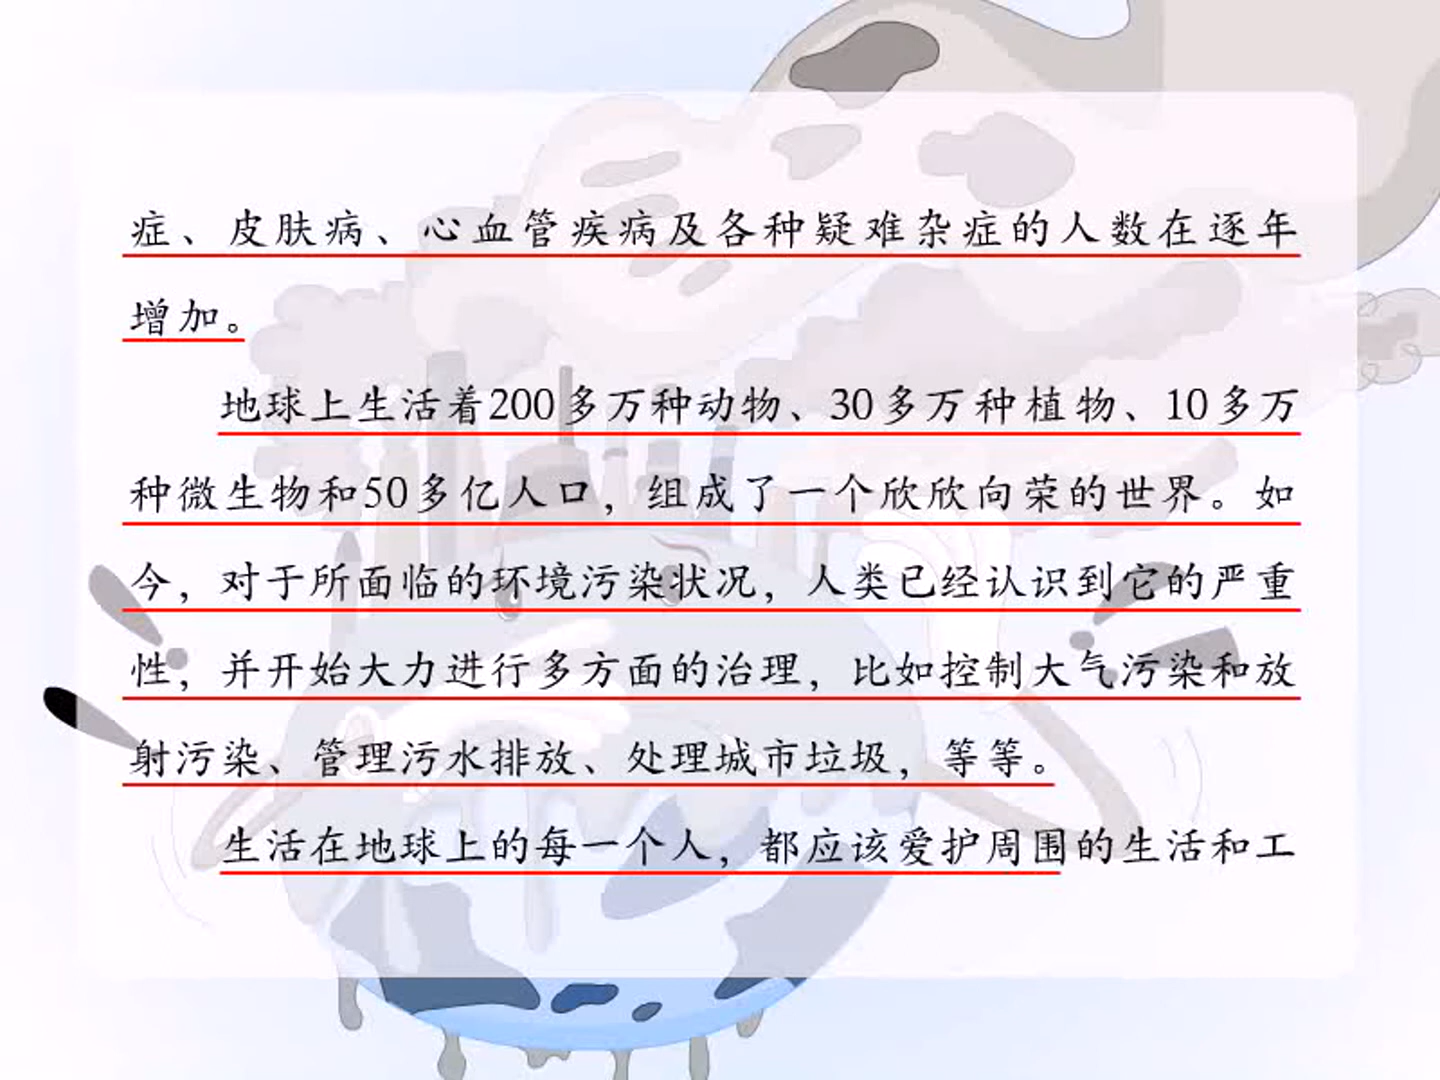 症、皮肤病、心血管疾病及各种疑难杂症的人数在逐年
增加。
地球上生活着200多万种动物、30多万种植物、10多万
种微生物和50多亿人口，组成了一个欣欣向荣的世界。如
今，对于所面临的环境污染状况，人类已经认识到它的严重
性，并开始大力进行多方面的治理，比如控制大气污染和放
射污染、管理污水排放、处理城市垃圾，等等。
生活在地球上的每一个人，都应该爱护周围的生活和工